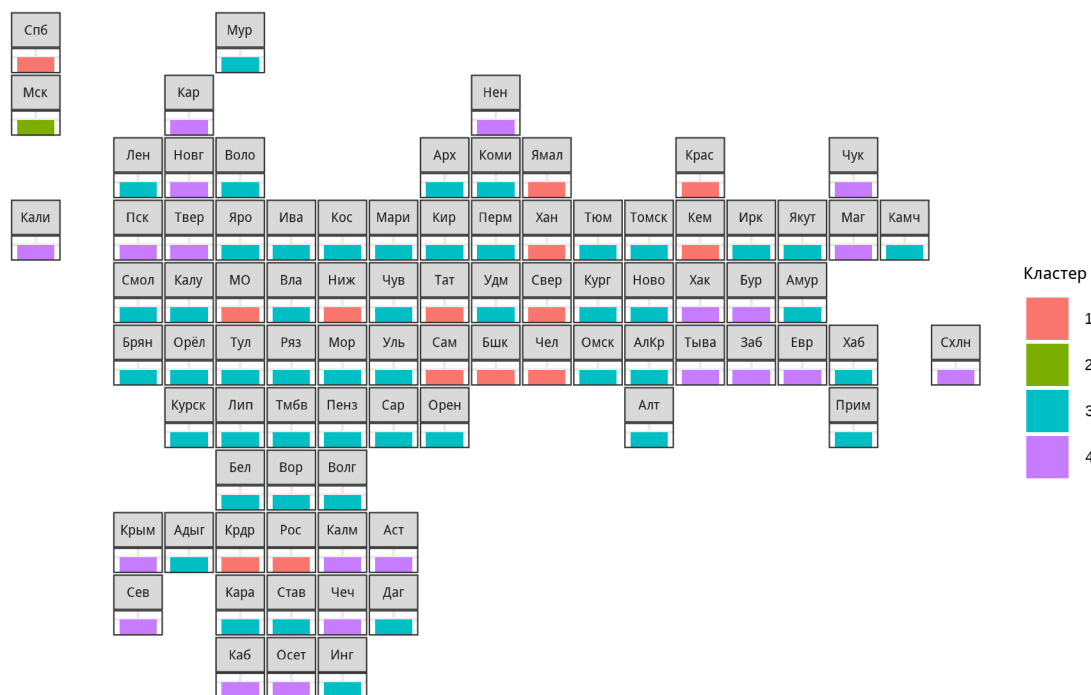 Спб Мур
Мск Кар Нен
Лен Новг Воло Арх Коми Ямал Крас Чук
Кали Пск Твер Яро Ива Кос Мари Кир Перм Хан Тюм Томск Кем Ирк Якут Маг Камч
Смол Калу МО Вла Ниж Чув Тат Удм Свер Кург Ново Хак Бур Амур
Кластер
1
2
3
4
Брян Орёл Тул Ряз Мор Уль Сам Бшк Чел Омск АлКр Тыва Заб Евр Хаб Схлн
Курск Лип Тмбв Пенз Сар Орен Алт Прим
Бел Вор Волг
Крым Адыг Крдр Рос Калм Аст
Сев Кара Став Чеч Даг
Каб Осет Инг